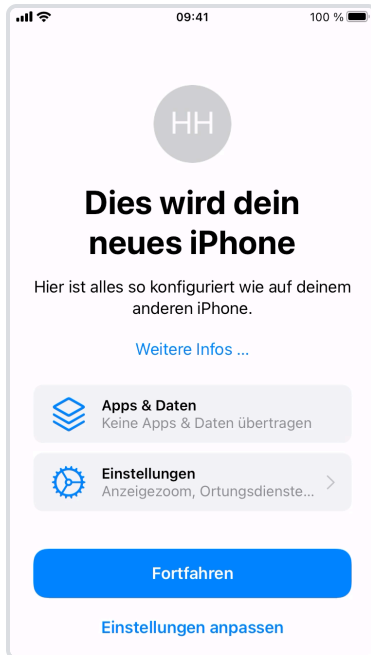 09:41
100 %
HH
Dies wird dein
neues iPhone
Hier ist alles so konfiguriert wie auf deinem
anderen iPhone.
Weitere Infos ...
Apps & Daten
Keine Apps & Daten übertragen
Einstellungen
Anzeigezoom, Ortungsdienste...
Fortfahren
Einstellungen anpassen